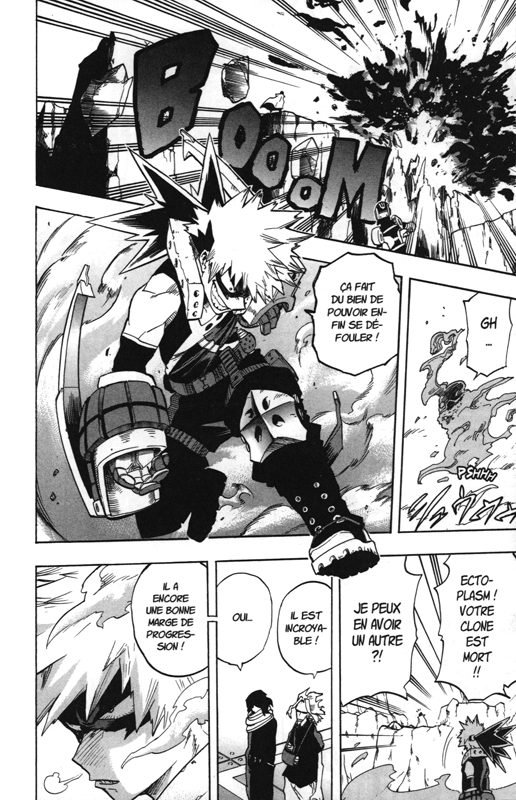 BOOOM
GH
...
ÇA FAIT
DU BIEN DE
POUVOIR EN-
FIN SE DÉ-
FOULER !
PSHHH
ECTO-
PLASM !
VOTRE
CLONE
EST
MORT !!
JE PEUX
EN AVOIR
UN AUTRE
?!
IL EST
INCROYA-
BLE !
OUI...
IL A
ENCORE
UNE BONNE
MARGE DE
PROGRES-
SION !